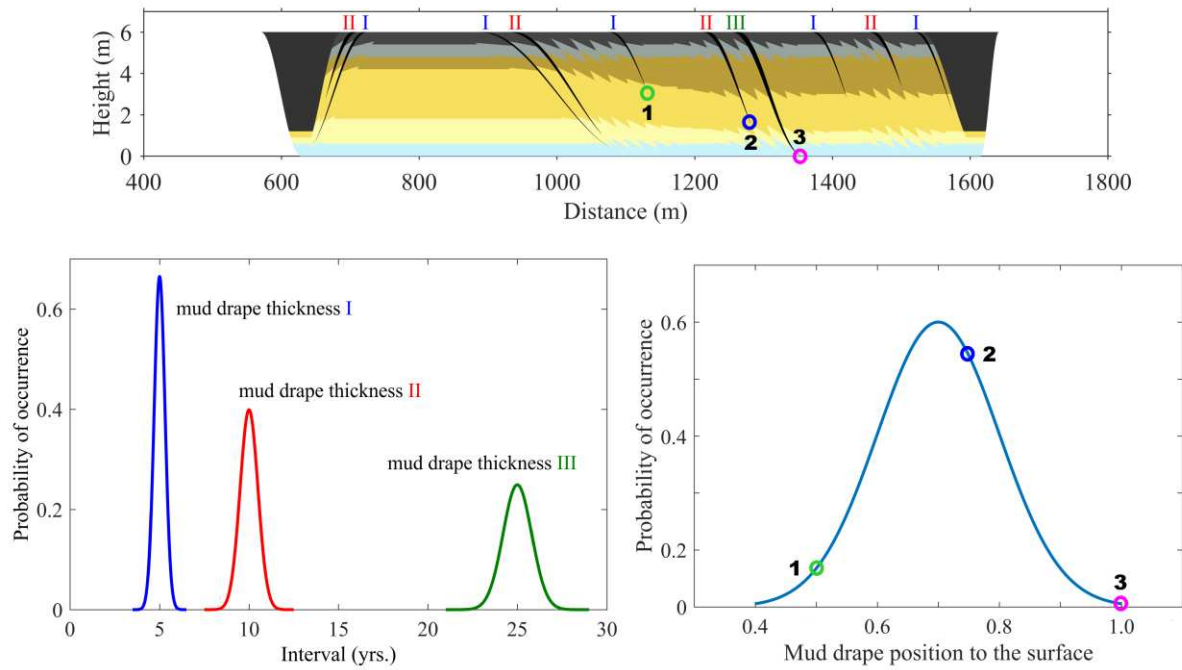 II I I II I II III I II I
6
4
2
0
Height (m)
1
2
3
400 600 800 1000 1200 1400 1600 1800
Distance (m)
0.6
0.4
0.2
0
Probability of occurrence
mud drape thickness I
mud drape thickness II
mud drape thickness III
0 5 10 15 20 25 30
Interval (yrs.)
0.6
0.4
0.2
0
Probability of occurrence
2
1
3
0.4 0.6 0.8 1.0
Mud drape position to the surface